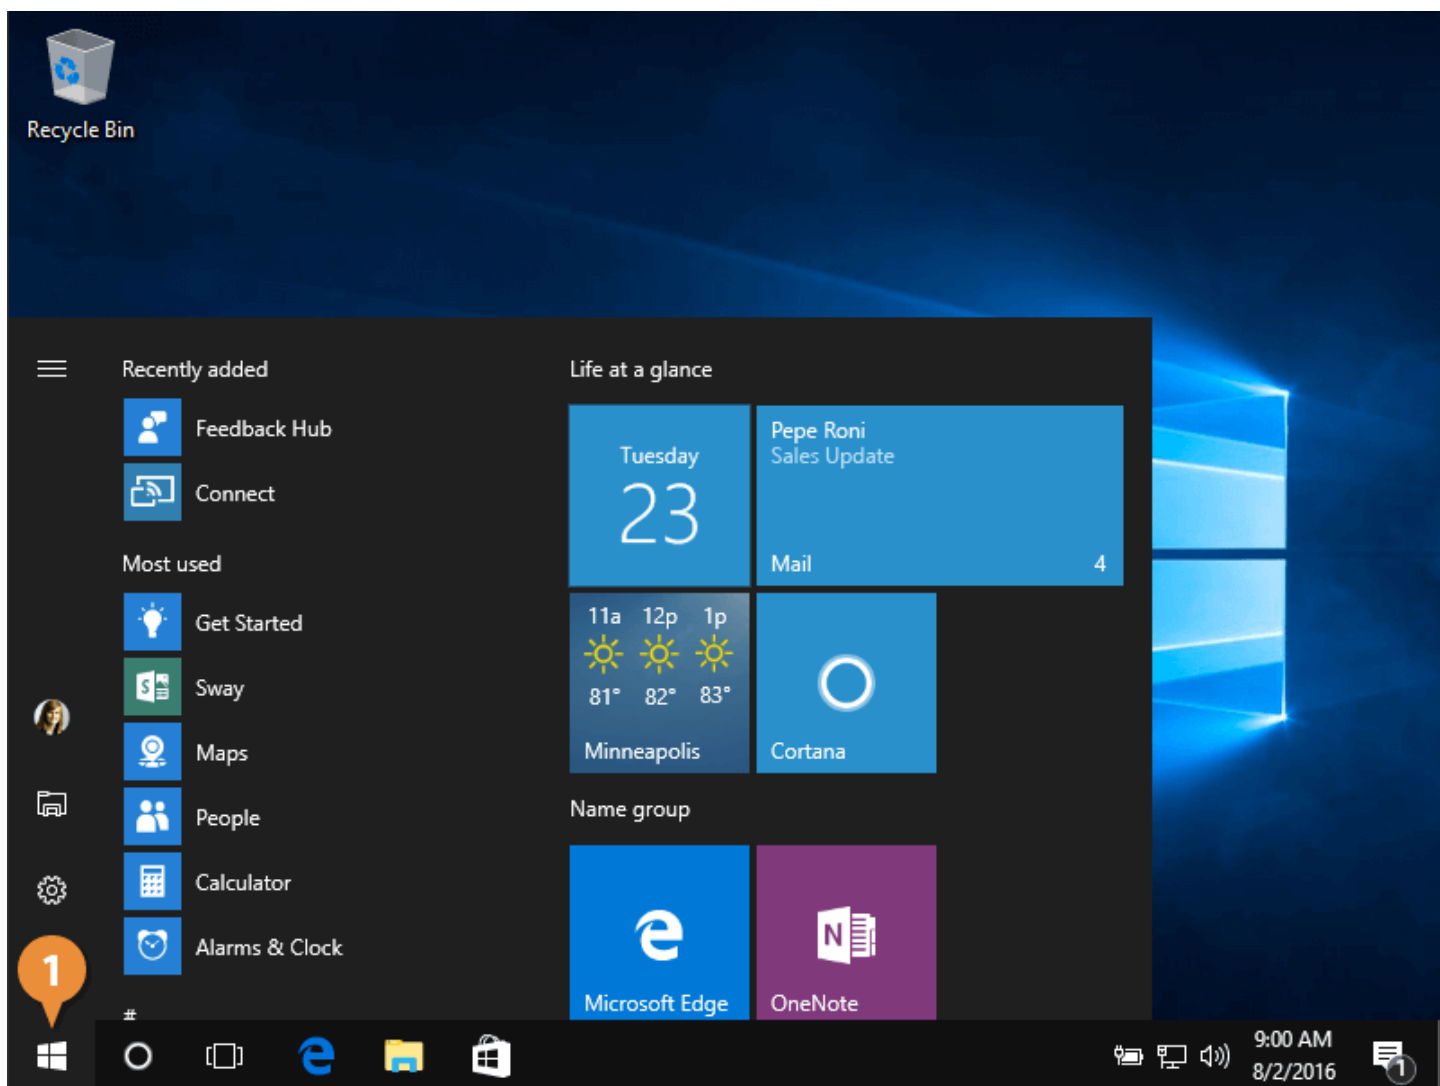 Recycle Bin
Recently added
Feedback Hub
Connect
Most used
Get Started
Sway
Maps
People
Calculator
Alarms & Clock
#
Life at a glance
Tuesday
23
Pepe Roni
Sales Update
Mail 4
11a 12p 1p
81° 82° 83°
Minneapolis
Cortana
Name group
Microsoft Edge
N
OneNote
S
1
9:00 AM
8/2/2016
1